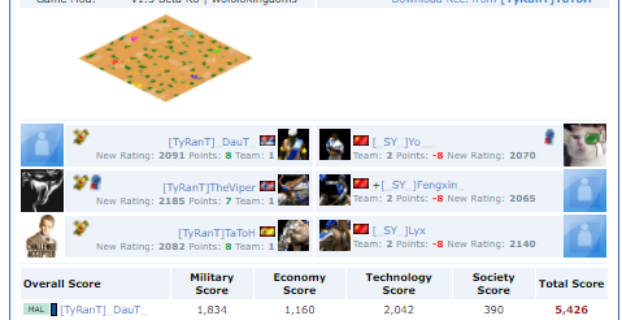 Game Mod: v1.5 Beta R6 | WololoKingdoms
Download Rec. from [TyRanT]TaToH
[TyRanT]_DauT_
New Rating: 2091 Points: 8 Team: 1
[_SY_]Yo__
Team: 2 Points: -8 New Rating: 2070
[TyRanT]TheViper
New Rating: 2185 Points: 7 Team: 1
+[_SY_]Fengxin_
Team: 2 Points: -8 New Rating: 2065
CHALLENGE
ACCEPTED
[TyRanT]TaToH
New Rating: 2082 Points: 8 Team: 1
[_SY_]Lyx
Team: 2 Points: -8 New Rating: 2140
Overall Score Military Score Economy Score Technology Score Society Score Total Score
MAL [TyRanT]_DauT_ 1,834 1,160 2,042 390 5,426